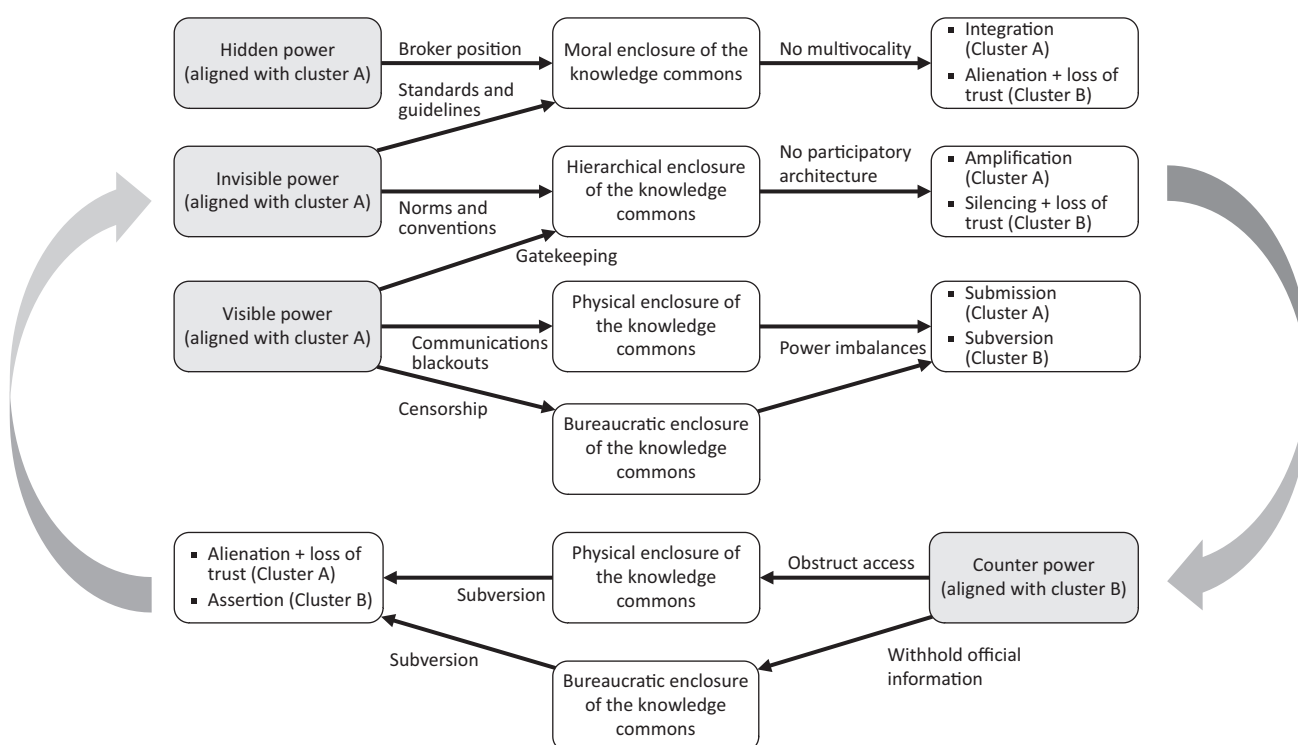 Hidden power
(aligned with cluster A)
Broker position
Moral enclosure of the
knowledge commons
No multivocality
▪ Integration
(Cluster A)
▪ Alienation + loss of
trust (Cluster B)
Standards and
guidelines
Invisible power
(aligned with cluster A)
Norms and
conventions
Hierarchical enclosure
of the knowledge
commons
No participatory
architecture
▪ Amplification
(Cluster A)
▪ Silencing + loss of
trust (Cluster B)
Gatekeeping
Visible power
(aligned with cluster A)
Communications
blackouts
Physical enclosure of
the knowledge
commons
Power imbalances
▪ Submission
(Cluster A)
▪ Subversion
(Cluster B)
Censorship
Bureaucratic enclosure
of the knowledge
commons
▪ Alienation + loss of
trust (Cluster A)
▪ Assertion (Cluster B)
Subversion
Physical enclosure of
the knowledge
commons
Obstruct access
Counter power
(aligned with cluster B)
Subversion
Bureaucratic enclosure
of the knowledge
commons
Withhold official
information